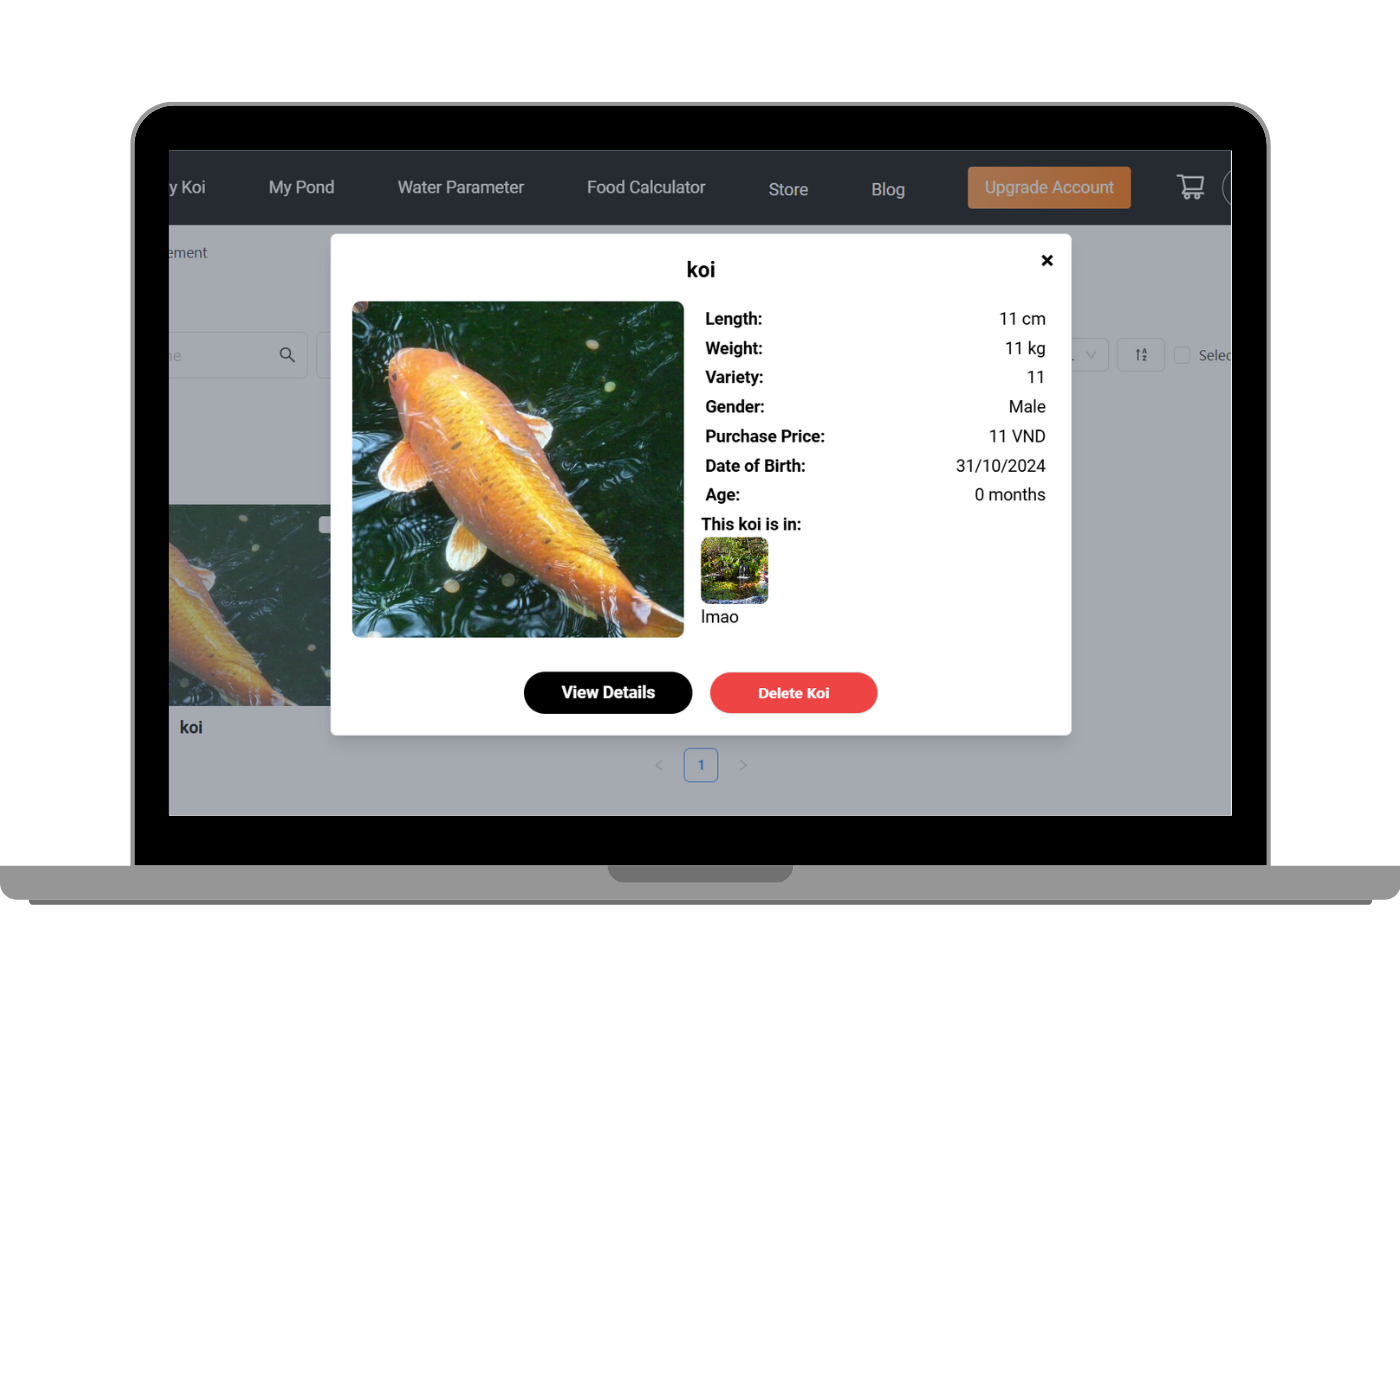 y Koi
My Pond
Water Parameter
Food Calculator
Store
Blog
Upgrade Account
ement
koi
Length: 11 cm
Weight: 11 kg
Variety: 11
Gender: Male
Purchase Price: 11 VND
Date of Birth: 31/10/2024
Age: 0 months
This koi is in:
lmao
View Details
Delete Koi
koi
1